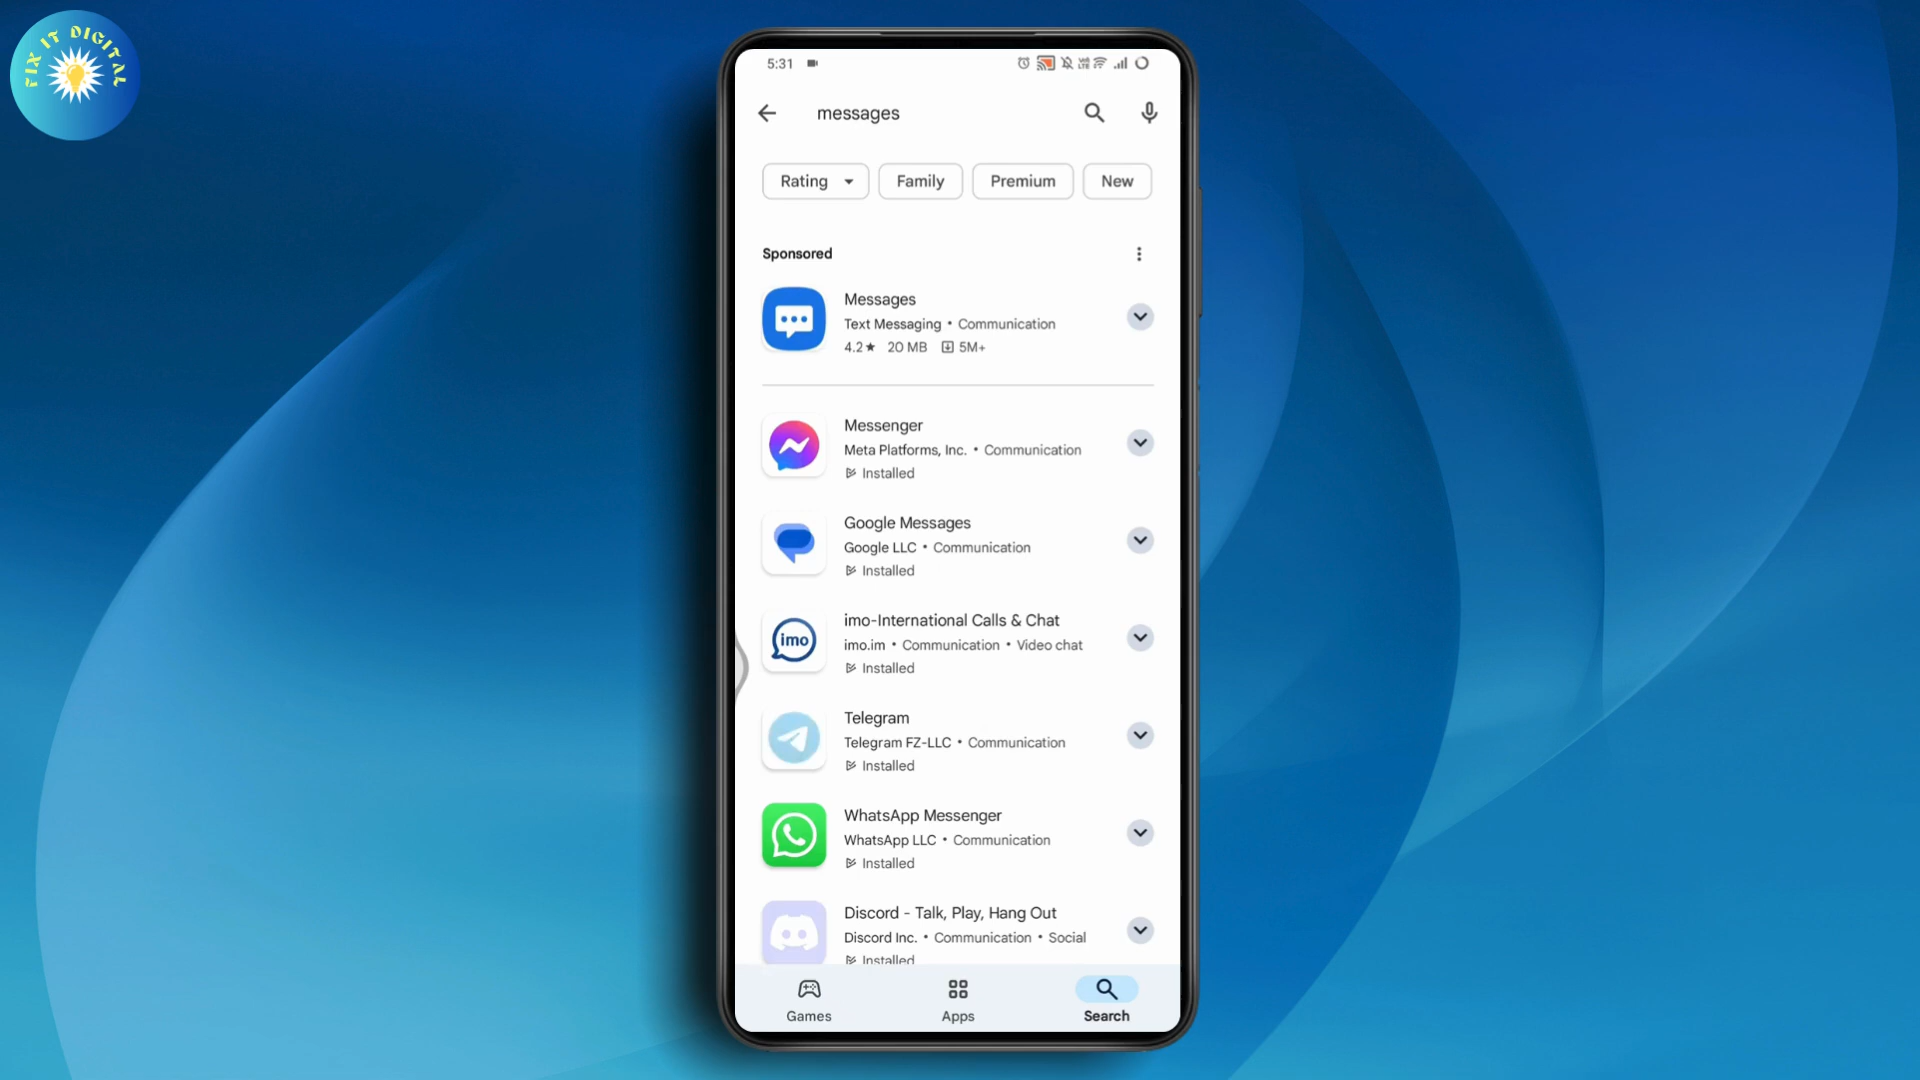 FIX IT DIGITAL
5:31
messages
Rating
Family
Premium
New
Sponsored
Messages
Text Messaging • Communication
4.2★ 20 MB 5M+
Messenger
Meta Platforms, Inc. • Communication
Installed
Google Messages
Google LLC • Communication
Installed
imo
imo-International Calls & Chat
imo.im • Communication • Video chat
Installed
Telegram
Telegram FZ-LLC • Communication
Installed
WhatsApp Messenger
WhatsApp LLC • Communication
Installed
Discord - Talk, Play, Hang Out
Discord Inc. • Communication • Social
Installed
Games
Apps
Search